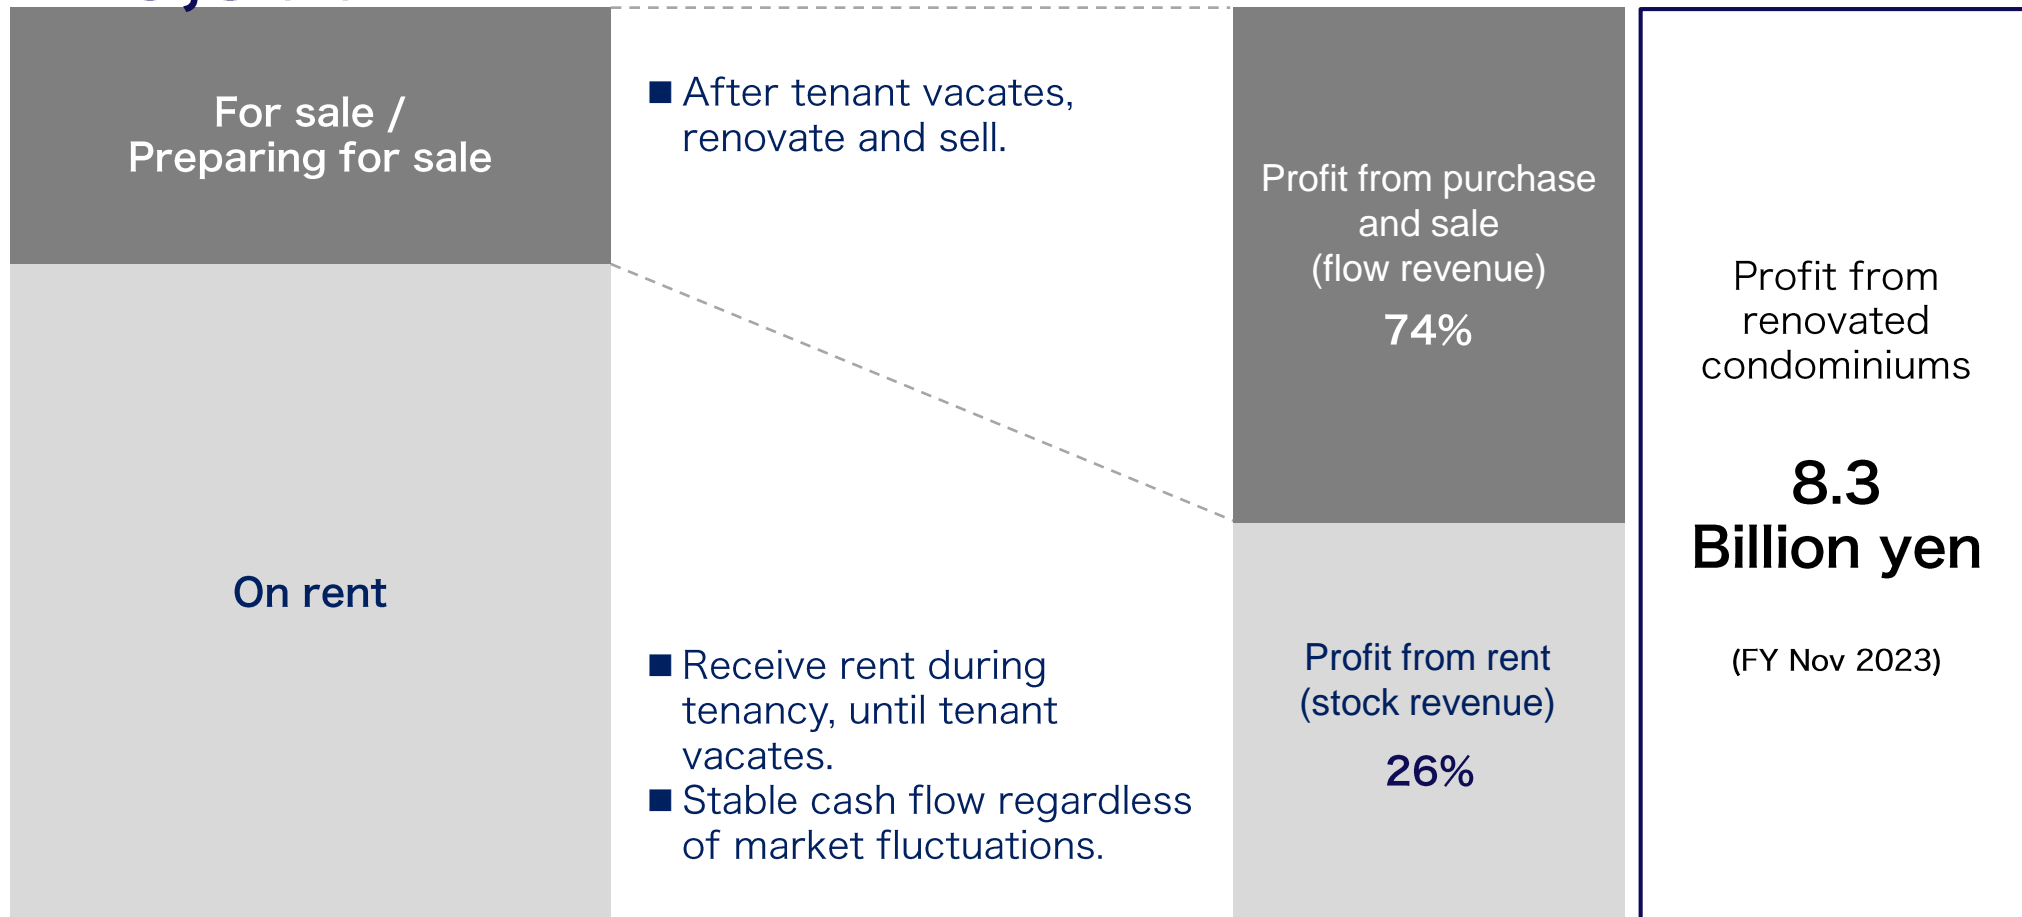 For sale /
Preparing for sale
On rent
■ After tenant vacates,
renovate and sell.
■ Receive rent during
tenancy, until tenant
vacates.
■ Stable cash flow regardless
of market fluctuations.
Profit from purchase
and sale
(flow revenue)
74%
Profit from rent
(stock revenue)
26%
Profit from
renovated
condominiums
8.3
Billion yen
(FY Nov 2023)